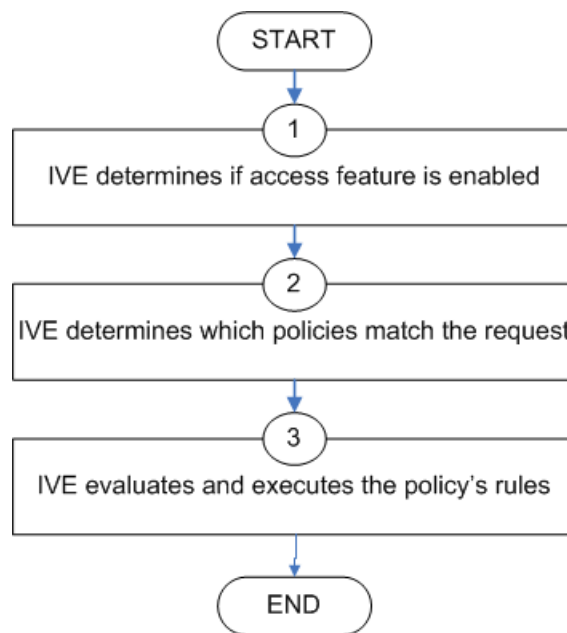 START
1
IVE determines if access feature is enabled
2
IVE determines which policies match the request
3
IVE evaluates and executes the policy's rules
END